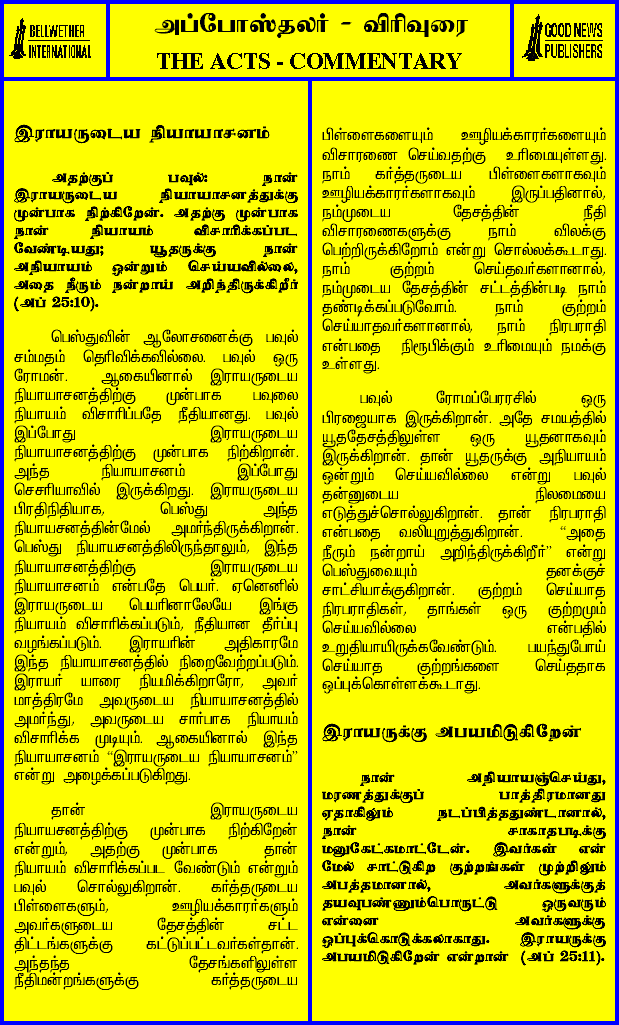 BELLWETHER
INTERNATIONAL
அப்போஸ்தலர் - விரிவுரை
THE ACTS - COMMENTARY
GOOD NEWS
PUBLISHERS
இராயருடைய நியாயாசனம்
அதற்குப் பவுல்: நான்
இராயருடைய நியாயாசனத்துக்கு
முன்பாக நிற்கிறேன். அதற்கு முன்பாக
நான் நியாயம் விசாரிக்கப்பட
வேண்டியது; யூதருக்கு நான்
அநியாயம் ஒன்றும் செய்யவில்லை,
அதை நீரும் நன்றாய் அறிந்திருக்கிறீர்
(அப் 25:10).
பெஸ்துவின் ஆலோசனைக்கு பவுல்
சம்மதம் தெரிவிக்கவில்லை. பவுல் ஒரு
ரோமன். ஆகையினால் இராயருடைய
நியாயாசனத்திற்கு முன்பாக பவுலை
நியாயம் விசாரிப்பதே நீதியானது. பவுல்
இப்போது இராயருடைய
நியாயாசனத்திற்கு முன்பாக நிற்கிறான்.
அந்த நியாயாசனம் இப்போது
செசரியாவில் இருக்கிறது. இராயருடைய
பிரதிநிதியாக, பெஸ்து அந்த
நியாயசனத்தின்மேல் அமர்ந்திருக்கிறான்.
பெஸ்து நியாயசனத்திலிருந்தாலும், இந்த
நியாயசனத்திற்கு இராயருடைய
நியாயாசனம் என்பதே பெயர். ஏனெனில்
இராயருடைய பெயரினாலேயே இங்கு
நியாயம் விசாரிக்கப்படும், நீதியான தீர்ப்பு
வழங்கப்படும். இராயரின் அதிகாரமே
இந்த நியாயாசனத்தில் நிறைவேற்றப்படும்.
இராயர் யாரை நியமிக்கிறாரோ, அவர்
மாத்திரமே அவருடைய நியாயாசனத்தில்
அமர்ந்து, அவருடைய சார்பாக நியாயம்
விசாரிக்க முடியும். ஆகையினால் இந்த
நியாயாசனம் “இராயருடைய நியாயாசனம்”
என்று அழைக்கப்படுகிறது.
தான் இராயருடைய
நியாயசனத்திற்கு முன்பாக நிற்கிறேன்
என்றும், அதற்கு முன்பாக தான்
நியாயம் விசாரிக்கப்பட வேண்டும் என்றும்
பவுல் சொல்லுகிறான். கர்த்தருடைய
பிள்ளைகளும், ஊழியக்காரர்களும்
அவர்களுடைய தேசத்தின் சட்ட
திட்டங்களுக்கு கட்டுப்பட்டவர்கள்தான்.
அந்தந்த தேசங்களிலுள்ள
நீதிமன்றங்களுக்கு கர்த்தருடைய
பிள்ளைகளையும் ஊழியக்காரர்களையும்
விசாரணை செய்வதற்கு உரிமையுள்ளது.
நாம் கர்த்தருடைய பிள்ளைகளாகவும்
ஊழியக்காரர்களாகவும் இருப்பதினால்,
நம்முடைய தேசத்தின் நீதி
விசாரணைகளுக்கு நாம் விலக்கு
பெற்றிருக்கிறோம் என்று சொல்லக்கூடாது.
நாம் குற்றம் செய்தவர்களானால்,
நம்முடைய தேசத்தின் சட்டத்தின்படி நாம்
தண்டிக்கப்படுவோம். நாம் குற்றம்
செய்யாதவர்களானால், நாம் நிரபராதி
என்பதை நிரூபிக்கும் உரிமையும் நமக்கு
உள்ளது.
பவுல் ரோமப்பேரரசில் ஒரு
பிரஜையாக இருக்கிறான். அதே சமயத்தில்
யூததேசத்திலுள்ள ஒரு யூதனாகவும்
இருக்கிறான். தான் யூதருக்கு அநியாயம்
ஒன்றும் செய்யவில்லை என்று பவுல்
தன்னுடைய நிலமையை
எடுத்துச்சொல்லுகிறான். தான் நிரபராதி
என்பதை வலியுறுத்துகிறான். “அதை
நீரும் நன்றாய் அறிந்திருக்கிறீர்” என்று
பெஸ்துவையும் தனக்குச்
சாட்சியாக்குகிறான். குற்றம் செய்யாத
நிரபராதிகள், தாங்கள் ஒரு குற்றமும்
செய்யவில்லை என்பதில்
உறுதியாயிருக்கவேண்டும். பயந்துபோய்
செய்யாத குற்றங்களை செய்ததாக
ஒப்புக்கொள்ளக்கூடாது.
இராயருக்கு அபயமிடுகிறேன்
நான் அநியாயஞ்செய்து,
மரணத்துக்குப் பாத்திரமானது
ஏதாகிலும் நடப்பித்ததுண்டானால்,
நான் சாகாதபடிக்கு
மனுகேட்கமாட்டேன். இவர்கள் என்
மேல் சாட்டுகிற குற்றங்கள் முற்றிலும்
அபத்தமானால், அவர்களுக்குத்
தயவுபண்ணும்பொருட்டு ஒருவரும்
என்னை அவர்களுக்கு
ஒப்புக்கொடுக்கலாகாது. இராயருக்கு
அபயமிடுகிறேன் என்றான் (அப் 25:11).